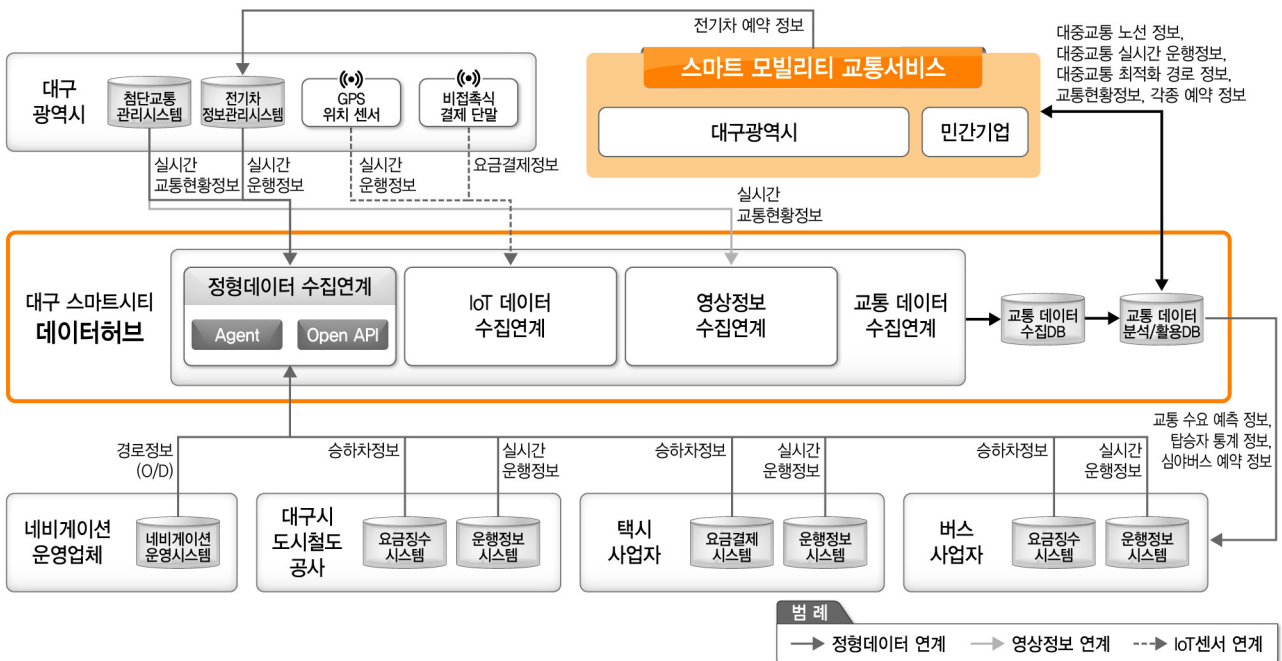 전기차 예약 정보
대중교통 노선 정보,
대중교통 실시간 운행정보,
대중교통 최적화 경로 정보,
교통현황정보, 각종 예약 정보
스마트 모빌리티 교통서비스
대구광역시
민간기업
대구
광역시
첨단교통
관리시스템
전기차
정보관리시스템
GPS
위치 센서
비접촉식
결제 단말
실시간
교통현황정보
실시간
운행정보
실시간
운행정보
요금결제정보
실시간
교통현황정보
대구 스마트시티
데이터허브
정형데이터 수집연계
Agent
Open API
IoT 데이터
수집연계
영상정보
수집연계
교통 데이터
수집연계
교통 데이터
수집DB
교통 데이터
분석/활용DB
교통 수요 예측 정보,
탑승자 통계 정보,
심야버스 예약 정보
경로정보
(O/D)
승하차정보
실시간
운행정보
승하차정보
실시간
운행정보
승하차정보
실시간
운행정보
네비게이션
운영업체
네비게이션
운영시스템
대구시
도시철도
공사
요금징수
시스템
운행정보
시스템
택시
사업자
요금결제
시스템
운행정보
시스템
버스
사업자
요금징수
시스템
운행정보
시스템
범 례
정형데이터 연계
영상정보 연계
IoT센서 연계